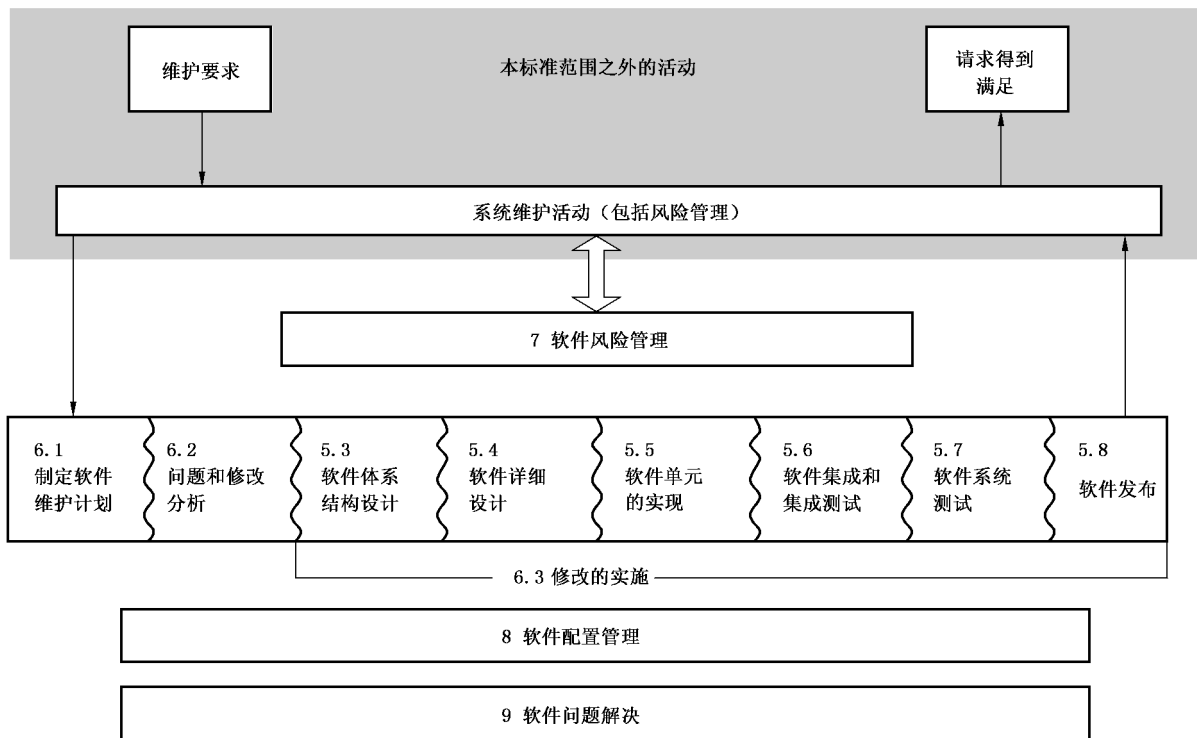 维护要求
本标准范围之外的活动
请求得到
满足
系统维护活动（包括风险管理）
7 软件风险管理
6.1
制定软件
维护计划
6.2
问题和修改
分析
5.3
软件体系
结构设计
5.4
软件详细
设计
5.5
软件单元
的实现
5.6
软件集成和
集成测试
5.7
软件系统
测试
5.8
软件发布
6.3 修改的实施
8 软件配置管理
9 软件问题解决